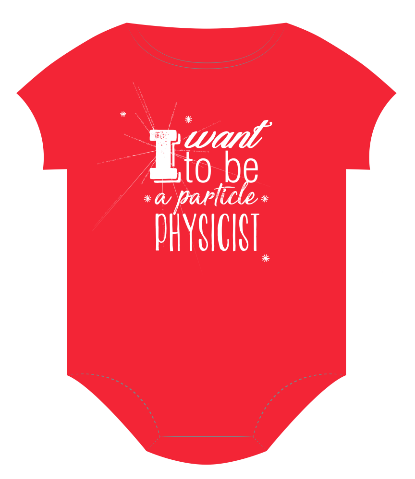 I want
to be
* a particle *
PHYSICIST